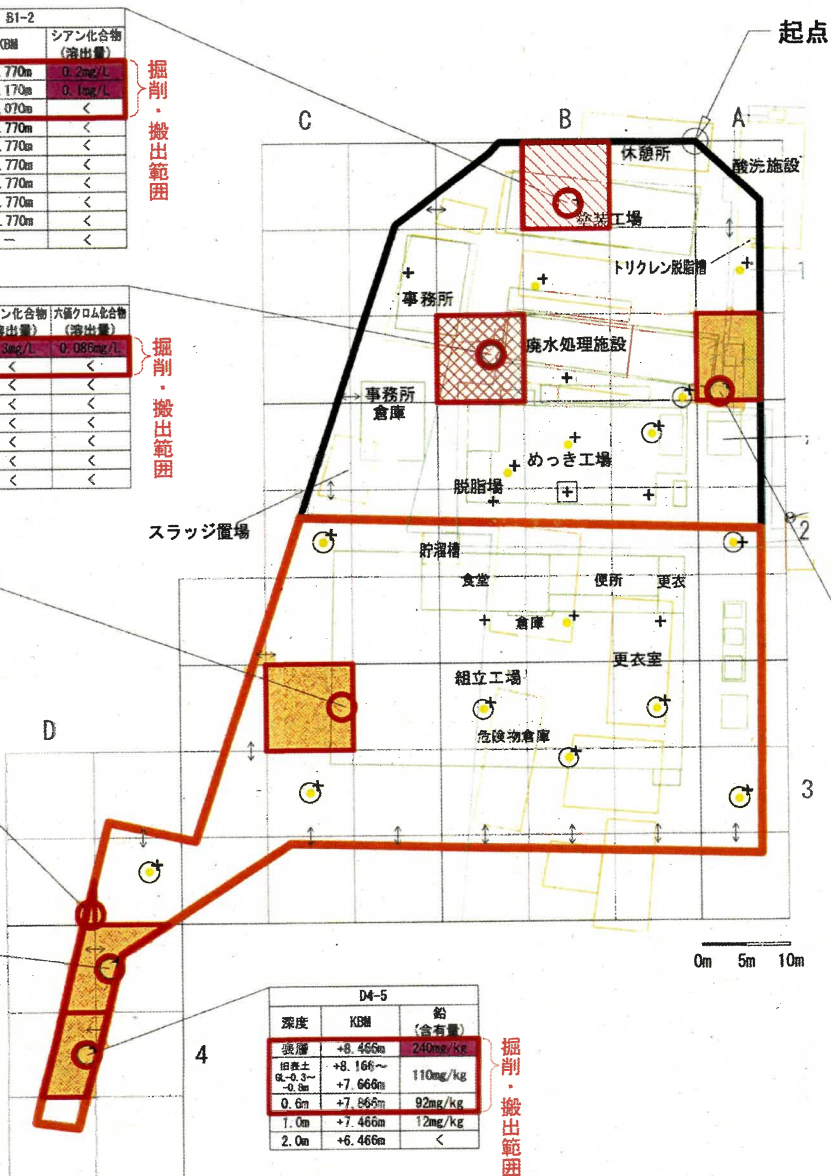 B1-2
KBM シアン化合物
(溶出量)
.770m 0.2mg/L
.170m 0.1mg/L
.070m <
.770m <
.770m <
.770m <
.770m <
.770m <
.770m <
— <
掘削・搬出範囲
ン化合物 六価クロム化合物
出量) (溶出量)
3mg/L 0.086mg/L
< <
< <
< <
< <
< <
< <
< <
掘削・搬出範囲
起点
C
B
A
休憩所
酸洗施設
塗装工場
トリクレン脱脂槽
1
事務所
廃水処理施設
事務所
倉庫
めっき工場
脱脂場
スラッジ置場
2
貯溜槽
食堂
便所
更衣
倉庫
更衣室
組立工場
危険物倉庫
D
3
0m 5m 10m
4
D4-5
深度 KBM 鉛
(含有量)
表層 +8.466m 240mg/kg
旧表土
GL-0.3~
-0.8m
+8.166~
+7.666m
110mg/kg
0.6m +7.866m 92mg/kg
1.0m +7.466m 12mg/kg
2.0m +6.466m <
掘削・搬出範囲